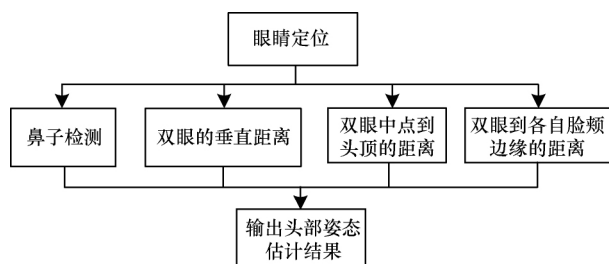 眼睛定位
鼻子检测
双眼的垂直距离
双眼中点到
头顶的距离
双眼到各自脸颊
边缘的距离
输出头部姿态
估计结果